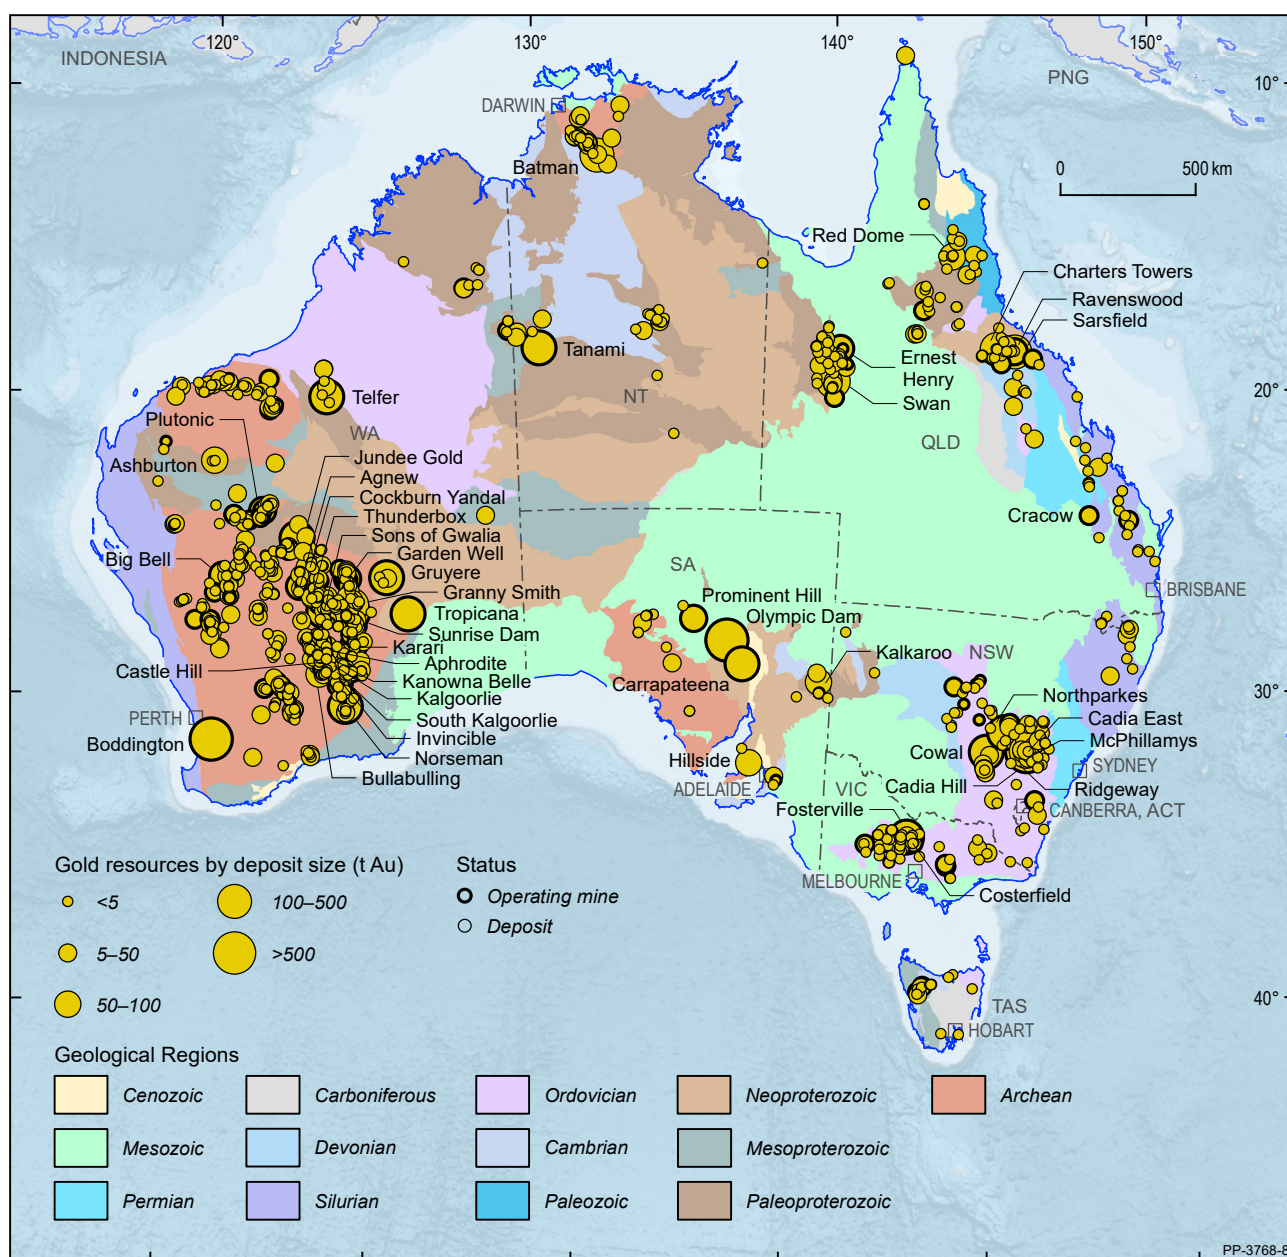 120°
130°
140°
150°
INDONESIA
PNG
10°
DARWIN
0
500 km
Batman
Red Dome
Charters Towers
Ravenswood
Sarsfield
Tanami
Ernest
Henry
20°
Telfer
NT
Swan
Plutonic
WA
QLD
Ashburton
Jundee Gold
Agnew
Cockburn Yandal
Thunderbox
Cracow
Sons of Gwalia
Big Bell
Garden Well
SA
Gruyere
BRISBANE
Granny Smith
Prominent Hill
Tropicana
Olympic Dam
Sunrise Dam
Karari
NSW
Kalkaroo
Castle Hill
Aphrodite
Kanowna Belle
Carrapateena
30°
Kalgoorlie
Northparkes
PERTH
South Kalgoorlie
Cadia East
Boddington
Invincible
McPhillamys
Cowal
Norseman
Hillside
SYDNEY
Bullabulling
ADELAIDE
VIC
Cadia Hill
Ridgeway
Fosterville
CANBERRA, ACT
MELBOURNE
Costerfield
40°
TAS
HOBART
Gold resources by deposit size (t Au)
<5
5–50
50–100
100–500
>500
Status
Operating mine
Deposit
Geological Regions
Cenozoic
Carboniferous
Ordovician
Neoproterozoic
Archean
Mesozoic
Devonian
Cambrian
Mesoproterozoic
Permian
Silurian
Paleozoic
Paleoproterozoic